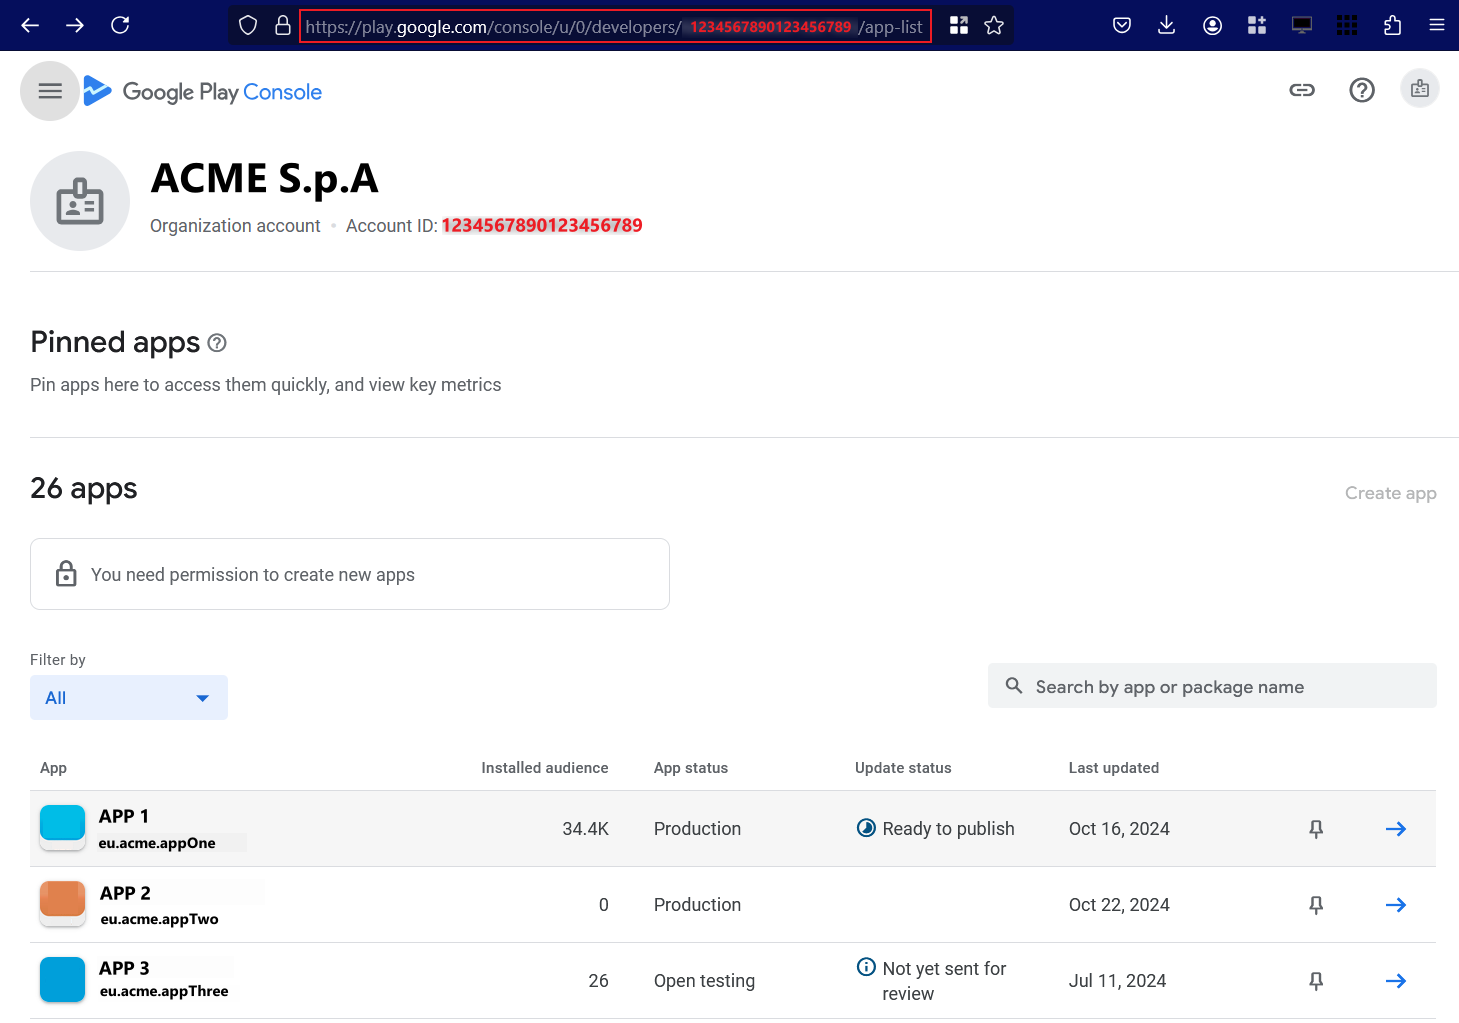 https://play.google.com/console/u/0/developers/1234567890123456789/app-list
Google Play Console
ACME S.p.A
Organization account • Account ID: 1234567890123456789
Pinned apps
Pin apps here to access them quickly, and view key metrics
26 apps
Create app
You need permission to create new apps
Filter by
All
Search by app or package name
App Installed audience App status Update status Last updated
APP 1
eu.acme.appOne
34.4K Production Ready to publish Oct 16, 2024
APP 2
eu.acme.appTwo
0 Production Oct 22, 2024
APP 3
eu.acme.appThree
26 Open testing Not yet sent for
review
Jul 11, 2024